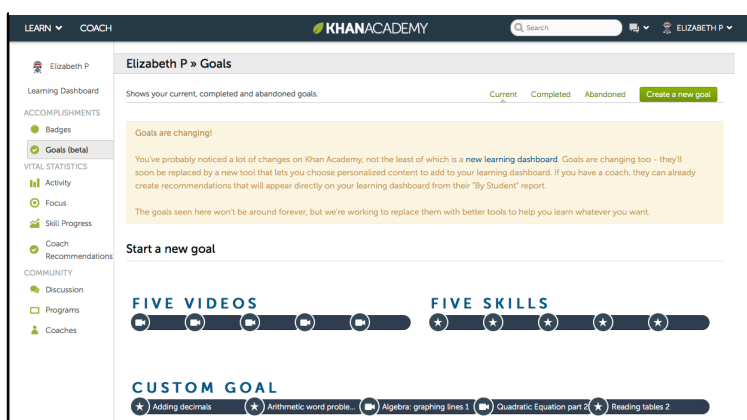 LEARN COACH KHANACADEMY Search ELIZABETH P
Elizabeth P
Learning Dashboard
ACCOMPLISHMENTS
Badges
Goals (beta)
VITAL STATISTICS
Activity
Focus
Skill Progress
Coach
Recommendations
COMMUNITY
Discussion
Programs
Coaches
Elizabeth P » Goals
Shows your current, completed and abandoned goals. Current Completed Abandoned Create a new goal
Goals are changing!
You've probably noticed a lot of changes on Khan Academy, not the least of which is a new learning dashboard. Goals are changing too - they'll
soon be replaced by a new tool that lets you choose personalized content to add to your learning dashboard. If you have a coach, they can already
create recommendations that will appear directly on your learning dashboard from their "By Student" report.
The goals seen here won't be around forever, but we're working to replace them with better tools to help you learn whatever you want.
Start a new goal
FIVE VIDEOS FIVE SKILLS
CUSTOM GOAL
Adding decimals Arithmetic word proble... Algebra: graphing lines 1 Quadratic Equation part 2 Reading tables 2